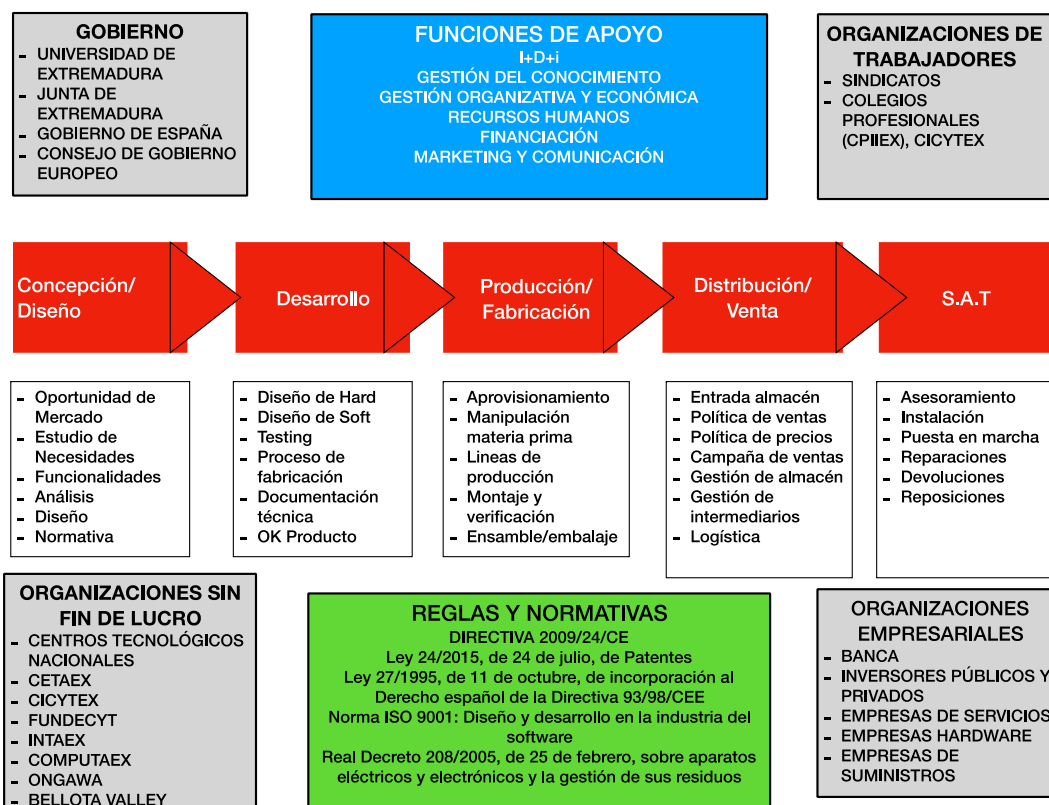 GOBIERNO
- UNIVERSIDAD DE
EXTREMADURA
- JUNTA DE
EXTREMADURA
- GOBIERNO DE ESPAÑA
- CONSEJO DE GOBIERNO
EUROPEO
FUNCIONES DE APOYO
I+D+i
GESTIÓN DEL CONOCIMIENTO
GESTIÓN ORGANIZATIVA Y ECONÓMICA
RECURSOS HUMANOS
FINANCIACIÓN
MARKETING Y COMUNICACIÓN
ORGANIZACIONES DE
TRABAJADORES
- SINDICATOS
- COLEGIOS
PROFESIONALES
(CPIIEX), CICYTEX
Concepción/
Diseño
Desarrollo
Producción/
Fabricación
Distribución/
Venta
S.A.T
- Oportunidad de
Mercado
- Estudio de
Necesidades
- Funcionalidades
- Análisis
- Diseño
- Normativa
- Diseño de Hard
- Diseño de Soft
- Testing
- Proceso de
fabricación
- Documentación
técnica
- OK Producto
- Aprovisionamiento
- Manipulación
materia prima
- Lineas de
producción
- Montaje y
verificación
- Ensamble/embalaje
- Entrada almacén
- Política de ventas
- Política de precios
- Campaña de ventas
- Gestión de almacén
- Gestión de
intermediarios
- Logística
- Asesoramiento
- Instalación
- Puesta en marcha
- Reparaciones
- Devoluciones
- Reposiciones
ORGANIZACIONES SIN
FIN DE LUCRO
- CENTROS TECNOLÓGICOS
NACIONALES
- CETAEX
- CICYTEX
- FUNDECYT
- INTAEX
- COMPUTAEX
- ONGAWA
- BELLOTA VALLEY
REGLAS Y NORMATIVAS
DIRECTIVA 2009/24/CE
Ley 24/2015, de 24 de julio, de Patentes
Ley 27/1995, de 11 de octubre, de incorporación al
Derecho español de la Directiva 93/98/CEE
Norma ISO 9001: Diseño y desarrollo en la industria del
software
Real Decreto 208/2005, de 25 de febrero, sobre aparatos
eléctricos y electrónicos y la gestión de sus residuos
ORGANIZACIONES
EMPRESARIALES
- BANCA
- INVERSORES PÚBLICOS Y
PRIVADOS
- EMPRESAS DE SERVICIOS
- EMPRESAS HARDWARE
- EMPRESAS DE
SUMINISTROS